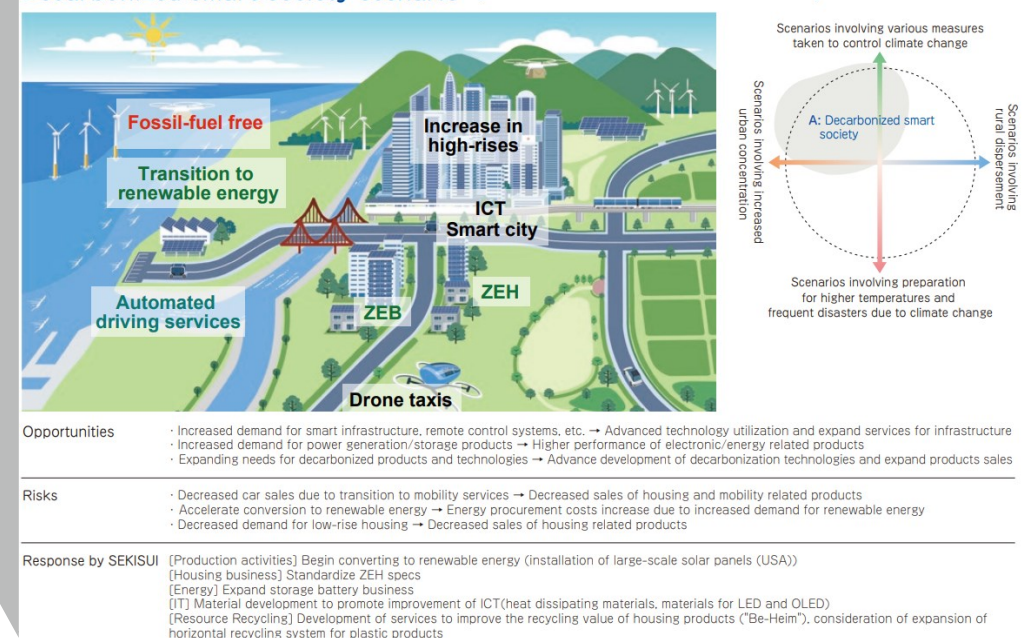 Fossil-fuel free
Transition to
renewable energy
Increase in
high-rises
ICT
Smart city
Automated
driving services
ZEB
ZEH
Drone taxis
Scenarios involving various measures
taken to control climate change
Scenarios involving increased
urban concentration
A: Decarbonized smart
society
Scenarios involving
rural dispersement
Scenarios involving preparation
for higher temperatures and
frequent disasters due to climate change
Opportunities
· Increased demand for smart infrastructure, remote control systems, etc. → Advanced technology utilization and expand services for infrastructure
· Increased demand for power generation/storage products → Higher performance of electronic/energy related products
· Expanding needs for decarbonized products and technologies → Advance development of decarbonization technologies and expand products sales
Risks
· Decreased car sales due to transition to mobility services → Decreased sales of housing and mobility related products
· Accelerate conversion to renewable energy → Energy procurement costs increase due to increased demand for renewable energy
· Decreased demand for low-rise housing → Decreased sales of housing related products
Response by SEKISUI
[Production activities] Begin converting to renewable energy (installation of large-scale solar panels (USA))
[Housing business] Standardize ZEH specs
[Energy] Expand storage battery business
[IT] Material development to promote improvement of ICT(heat dissipating materials, materials for LED and OLED)
[Resource Recycling] Development of services to improve the recycling value of housing products ("Be-Heim"), consideration of expansion of
horizontal recycling system for plastic products